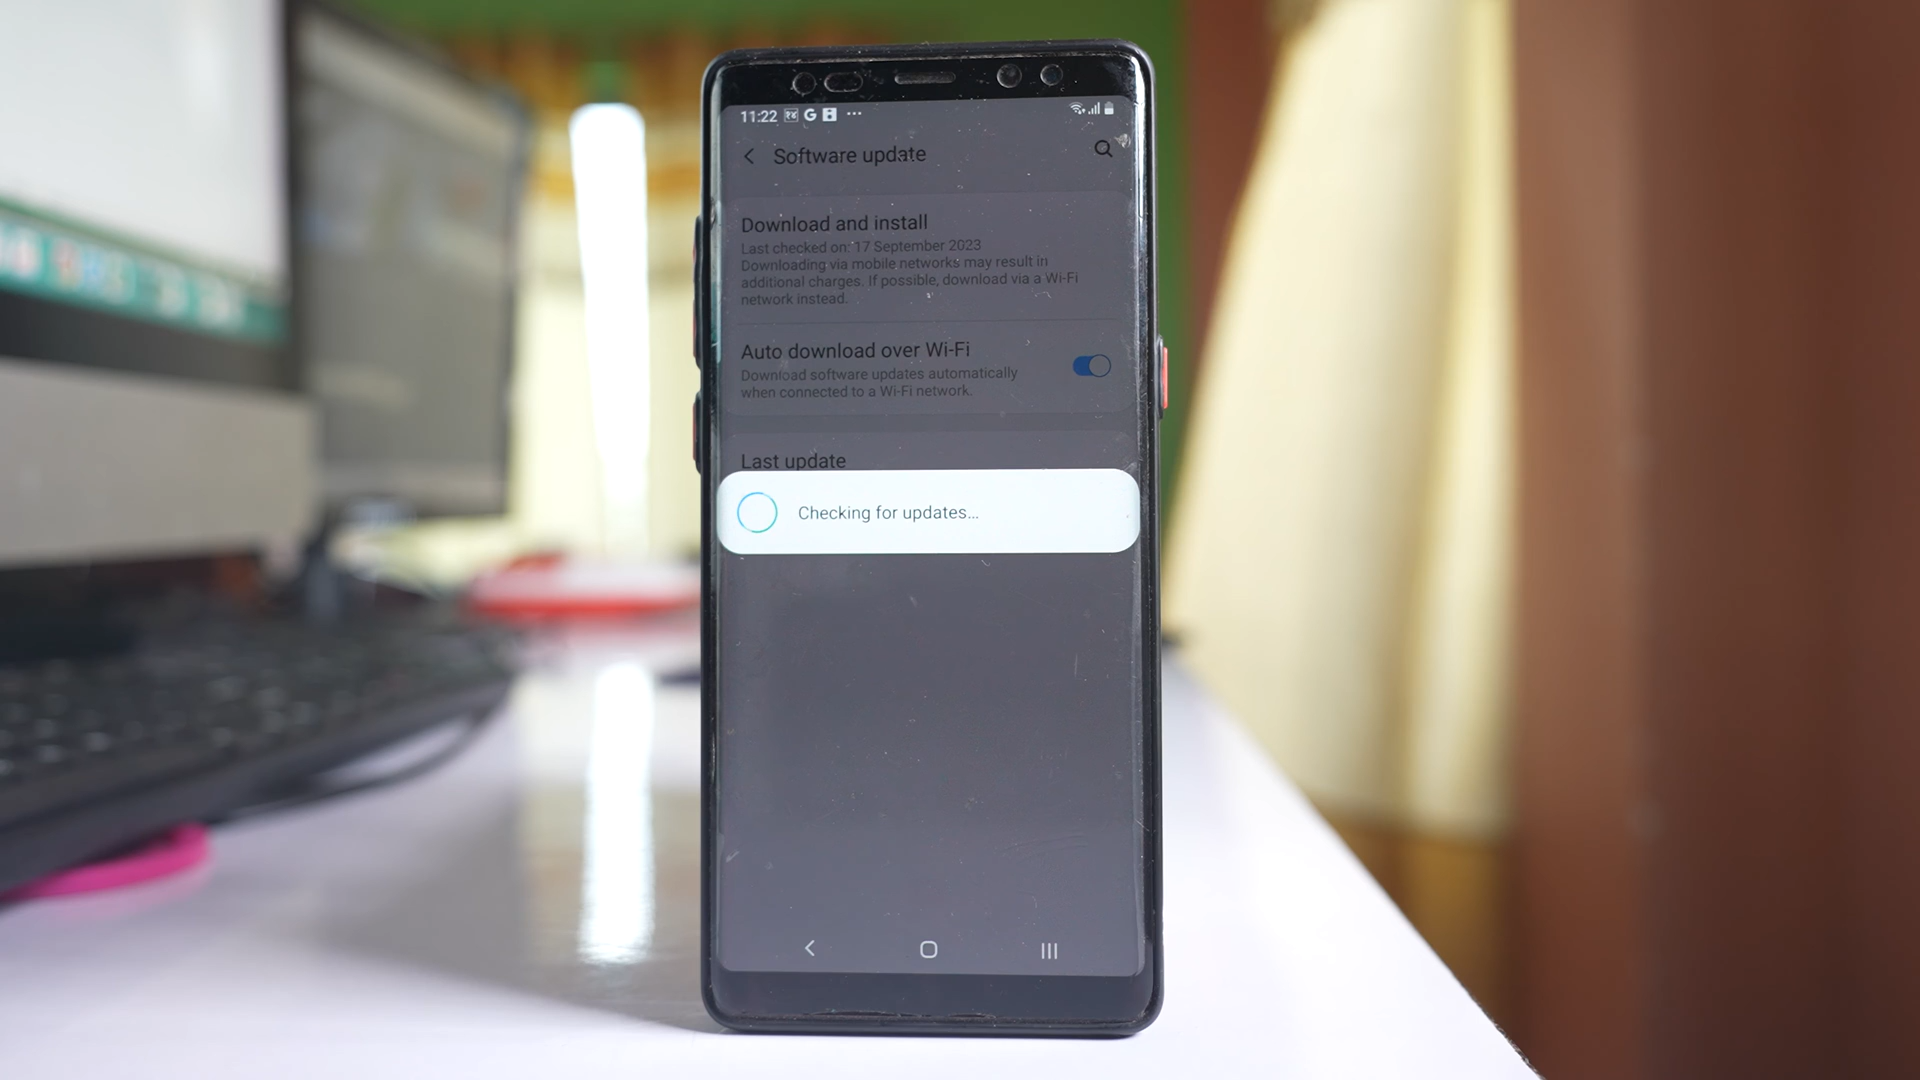 11:22 G
Software update
Download and install
Last checked on: 17 September 2023
Downloading via mobile networks may result in
additional charges. If possible, download via a Wi-Fi
network instead.
Auto download over Wi-Fi
Download software updates automatically
when connected to a Wi-Fi network.
Last update
Checking for updates...